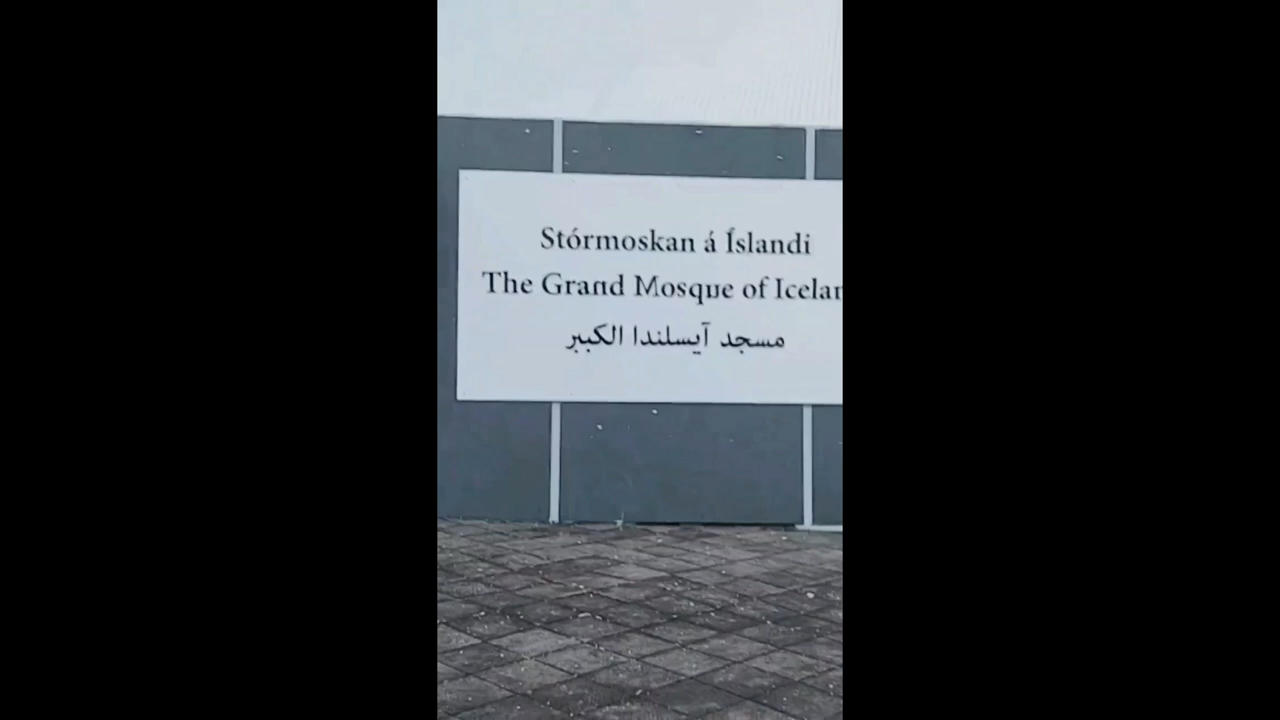 Stórmoskan á Íslandi
The Grand Mosque of Icelan
مسجد آيسلندا الكبير